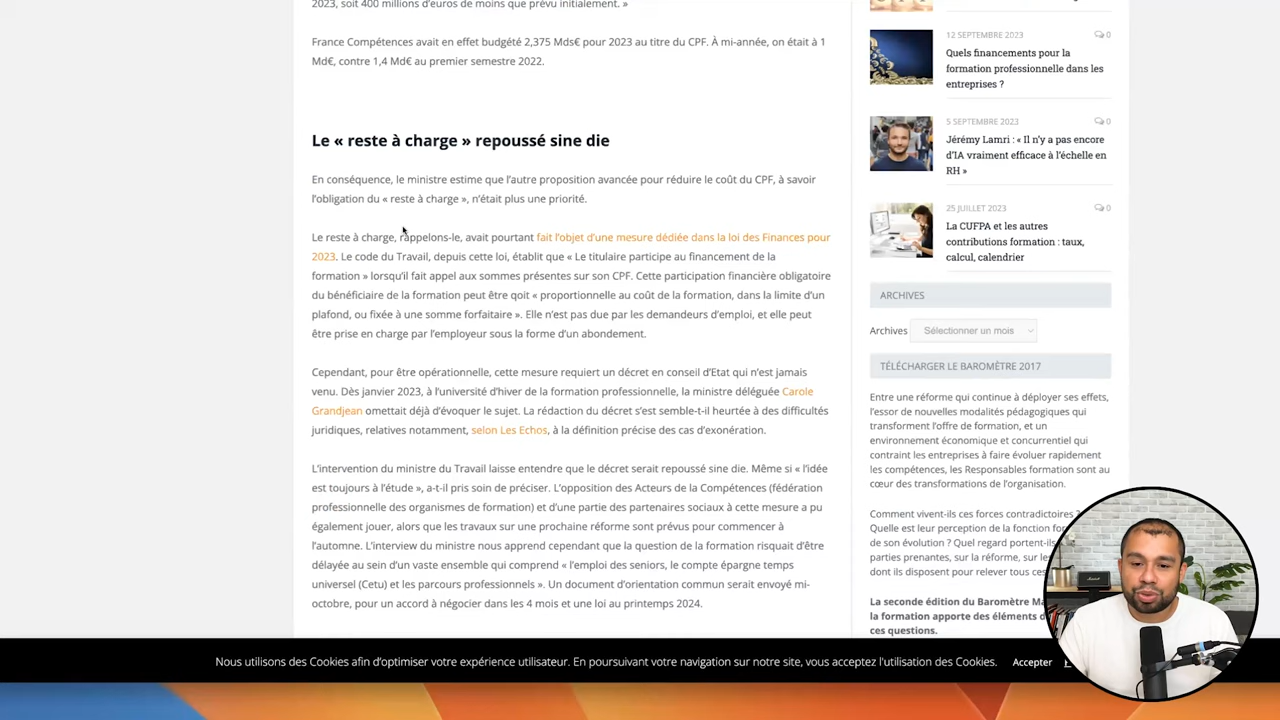 2023, soit 400 millions d'euros de moins que prévu initialement. »
France Compétences avait en effet budgété 2,375 Mds€ pour 2023 au titre du CPF. À mi-année, on était à 1
Md€, contre 1,4 Md€ au premier semestre 2022.
Le « reste à charge » repoussé sine die
En conséquence, le ministre estime que l'autre proposition avancée pour réduire le coût du CPF, à savoir
l'obligation du « reste à charge », n'était plus une priorité.
Le reste à charge, rappelons-le, avait pourtant fait l'objet d'une mesure dédiée dans la loi des Finances pour
2023. Le code du Travail, depuis cette loi, établit que « Le titulaire participe au financement de la
formation » lorsqu'il fait appel aux sommes présentes sur son CPF. Cette participation financière obligatoire
du bénéficiaire de la formation peut être qoit « proportionnelle au coût de la formation, dans la limite d'un
plafond, ou fixée à une somme forfaitaire ». Elle n'est pas due par les demandeurs d'emploi, et elle peut
être prise en charge par l'employeur sous la forme d'un abondement.
Cependant, pour être opérationnelle, cette mesure requiert un décret en conseil d'Etat qui n'est jamais
venu. Dès janvier 2023, à l'université d'hiver de la formation professionnelle, la ministre déléguée Carole
Grandjean omettait déjà d'évoquer le sujet. La rédaction du décret s'est semble-t-il heurtée à des difficultés
juridiques, relatives notamment, selon Les Echos, à la définition précise des cas d'exonération.
L'intervention du ministre du Travail laisse entendre que le décret serait repoussé sine die. Même si « l'idée
est toujours à l'étude », a-t-il pris soin de préciser. L'opposition des Acteurs de la Compétences (fédération
professionnelle des organismes de formation) et d'une partie des partenaires sociaux à cette mesure a pu
également jouer, alors que les travaux sur une prochaine réforme sont prévus pour commencer à
l'automne. L'interview du ministre nous apprend cependant que la question de la formation risquait d'être
délayée au sein d'un vaste ensemble qui comprend « l'emploi des seniors, le compte épargne temps
universel (Cetu) et les parcours professionnels ». Un document d'orientation commun serait envoyé mi-
octobre, pour un accord à négocier dans les 4 mois et une loi au printemps 2024.
12 SEPTEMBRE 2023 0
Quels financements pour la
formation professionnelle dans les
entreprises ?
5 SEPTEMBRE 2023 0
Jérémy Lamri : « Il n'y a pas encore
d'IA vraiment efficace à l'échelle en
RH »
25 JUILLET 2023 0
La CUFPA et les autres
contributions formation : taux,
calcul, calendrier
ARCHIVES
Archives Sélectionner un mois
TÉLÉCHARGER LE BAROMÈTRE 2017
Entre une réforme qui continue à déployer ses effets,
l'essor de nouvelles modalités pédagogiques qui
transforment l'offre de formation, et un
environnement économique et concurrentiel qui
contraint les entreprises à faire évoluer rapidement
les compétences, les Responsables formation sont au
cœur des transformations de l'organisation.
Comment vivent-ils ces forces contradictoires ?
Quelle est leur perception de la fonction
de son évolution ? Quel regard portent-ils
parties prenantes, sur la réforme, sur les
dont ils disposent pour relever tous
La seconde édition du Baromètre
la formation apporte des éléments
ces questions.
Nous utilisons des Cookies afin d'optimiser votre expérience utilisateur. En poursuivant votre navigation sur notre site, vous acceptez l'utilisation des Cookies. Accepter